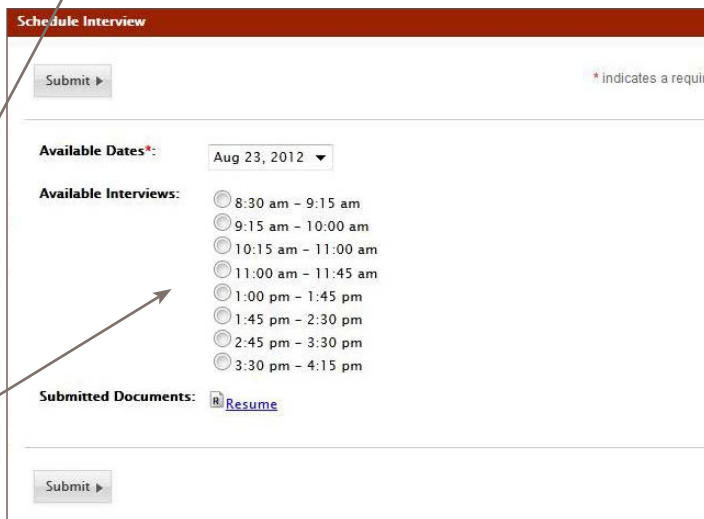 Schedule Interview
Submit
* indicates a requi
Available Dates*:
Aug 23, 2012
Available Interviews:
8:30 am – 9:15 am
9:15 am – 10:00 am
10:15 am – 11:00 am
11:00 am – 11:45 am
1:00 pm – 1:45 pm
1:45 pm – 2:30 pm
2:45 pm – 3:30 pm
3:30 pm – 4:15 pm
Submitted Documents:
R Resume
Submit